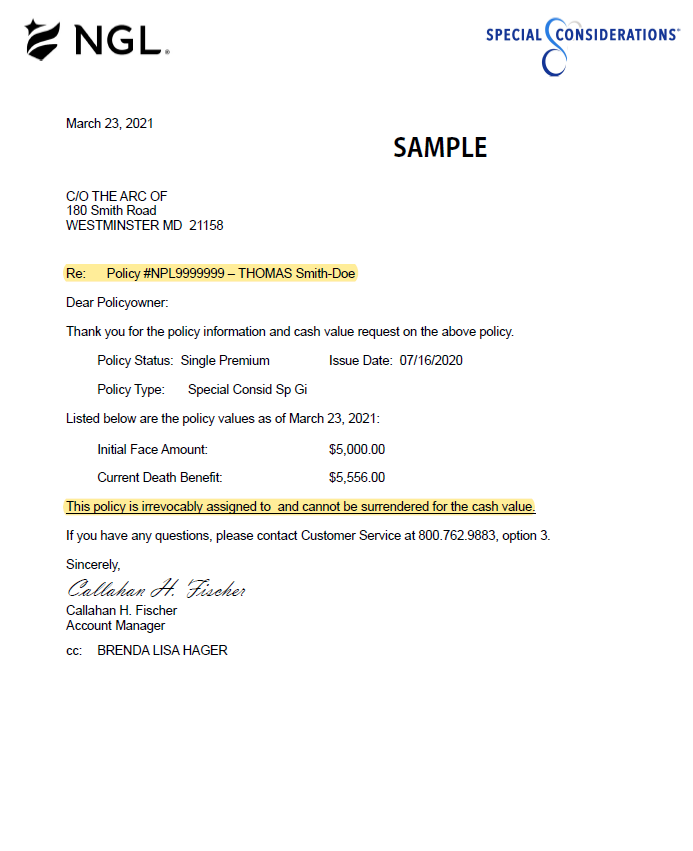 NGL.
SPECIAL CONSIDERATIONS®
March 23, 2021
SAMPLE
C/O THE ARC OF
180 Smith Road
WESTMINSTER MD 21158
Re: Policy #NPL9999999 – THOMAS Smith-Doe
Dear Policyowner:
Thank you for the policy information and cash value request on the above policy.
Policy Status: Single Premium Issue Date: 07/16/2020
Policy Type: Special Consid Sp Gi
Listed below are the policy values as of March 23, 2021:
Initial Face Amount: $5,000.00
Current Death Benefit: $5,556.00
This policy is irrevocably assigned to and cannot be surrendered for the cash value.
If you have any questions, please contact Customer Service at 800.762.9883, option 3.
Sincerely,
Callahan H. Fischer
Callahan H. Fischer
Account Manager
cc: BRENDA LISA HAGER